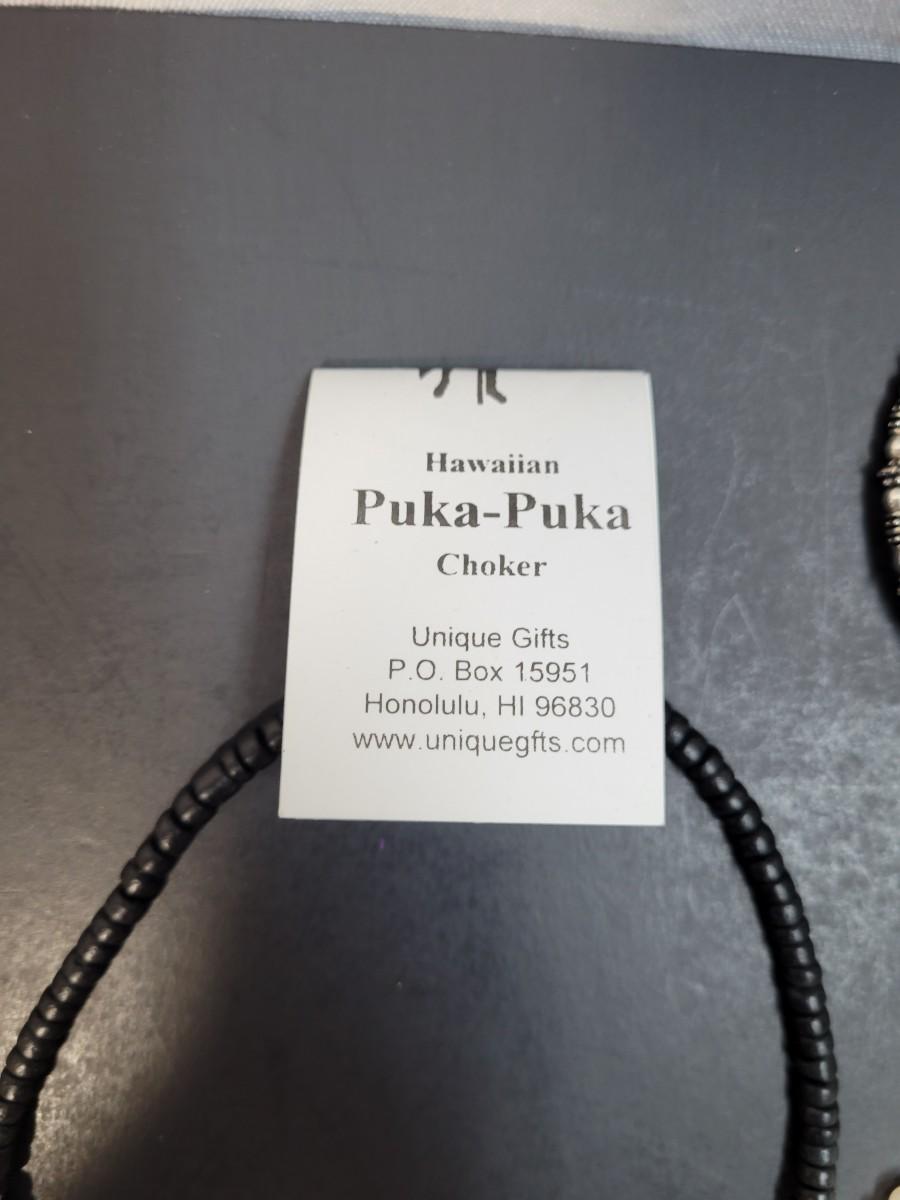 Hawaiian
Puka-Puka
Choker
Unique Gifts
P.O. Box 15951
Honolulu, HI 96830
www.uniquegfts.com